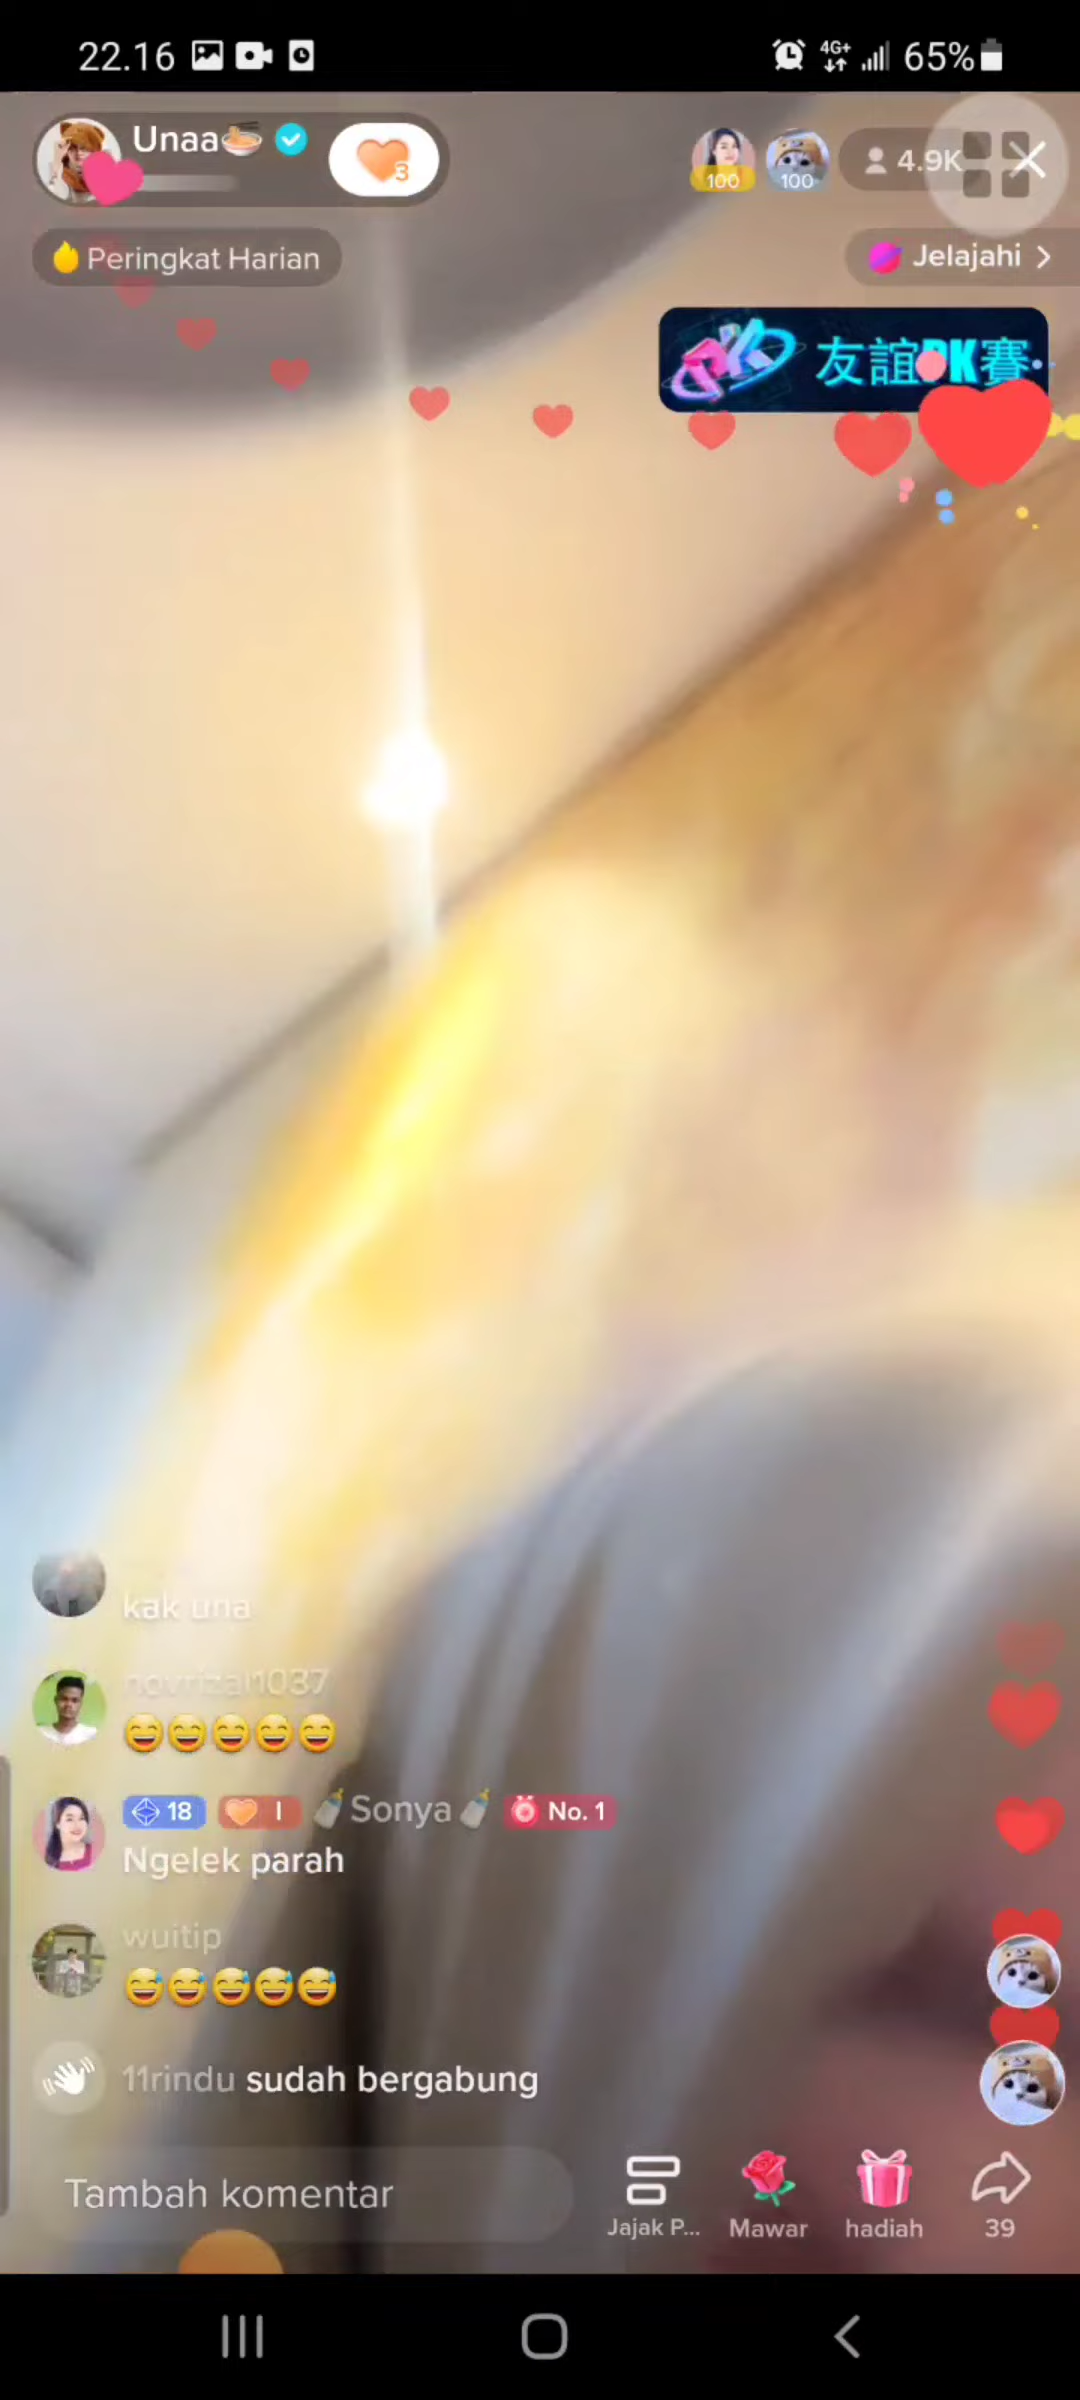 22.16
4G+
65%
Unaa
3
100
100
4.9K
Peringkat Harian
Jelajahi
友誼PK賽
kak una
novrizal1037
18
I
Sonya
No. 1
Ngelek parah
wuitip
11rindu sudah bergabung
Tambah komentar
Jajak P...
Mawar
hadiah
39